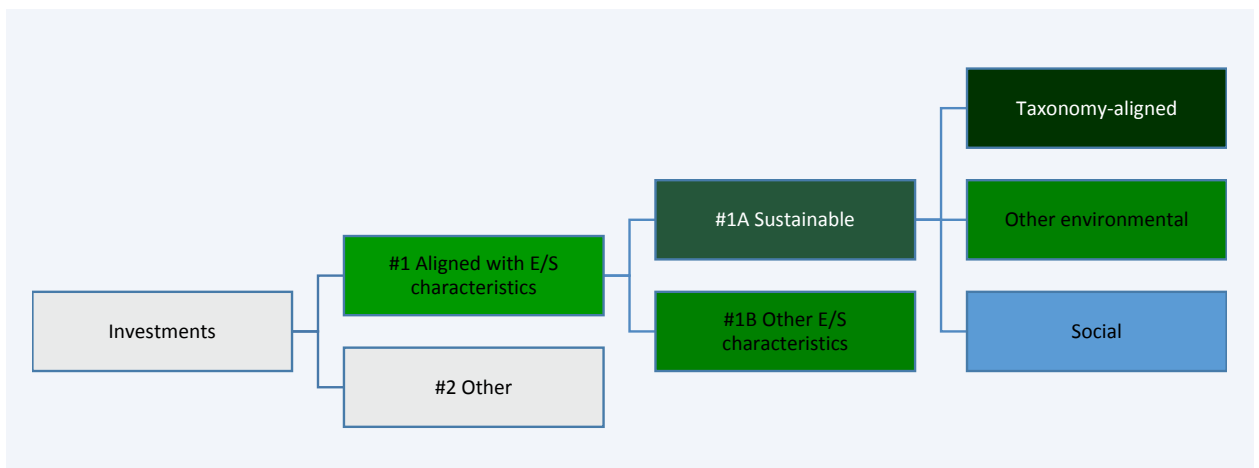 Investments
#1 Aligned with E/S
characteristics
#2 Other
#1A Sustainable
#1B Other E/S
characteristics
Taxonomy-aligned
Other environmental
Social